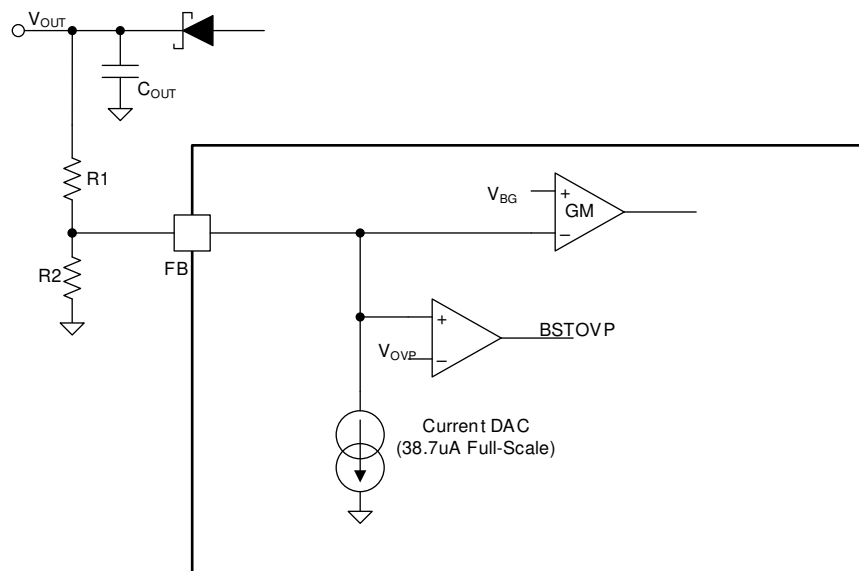 VOUT
COUT
R1
VBG
+
GM
−
FB
R2
+
BSTOVP
VOVP
−
Current DAC
(38.7uA Full-Scale)